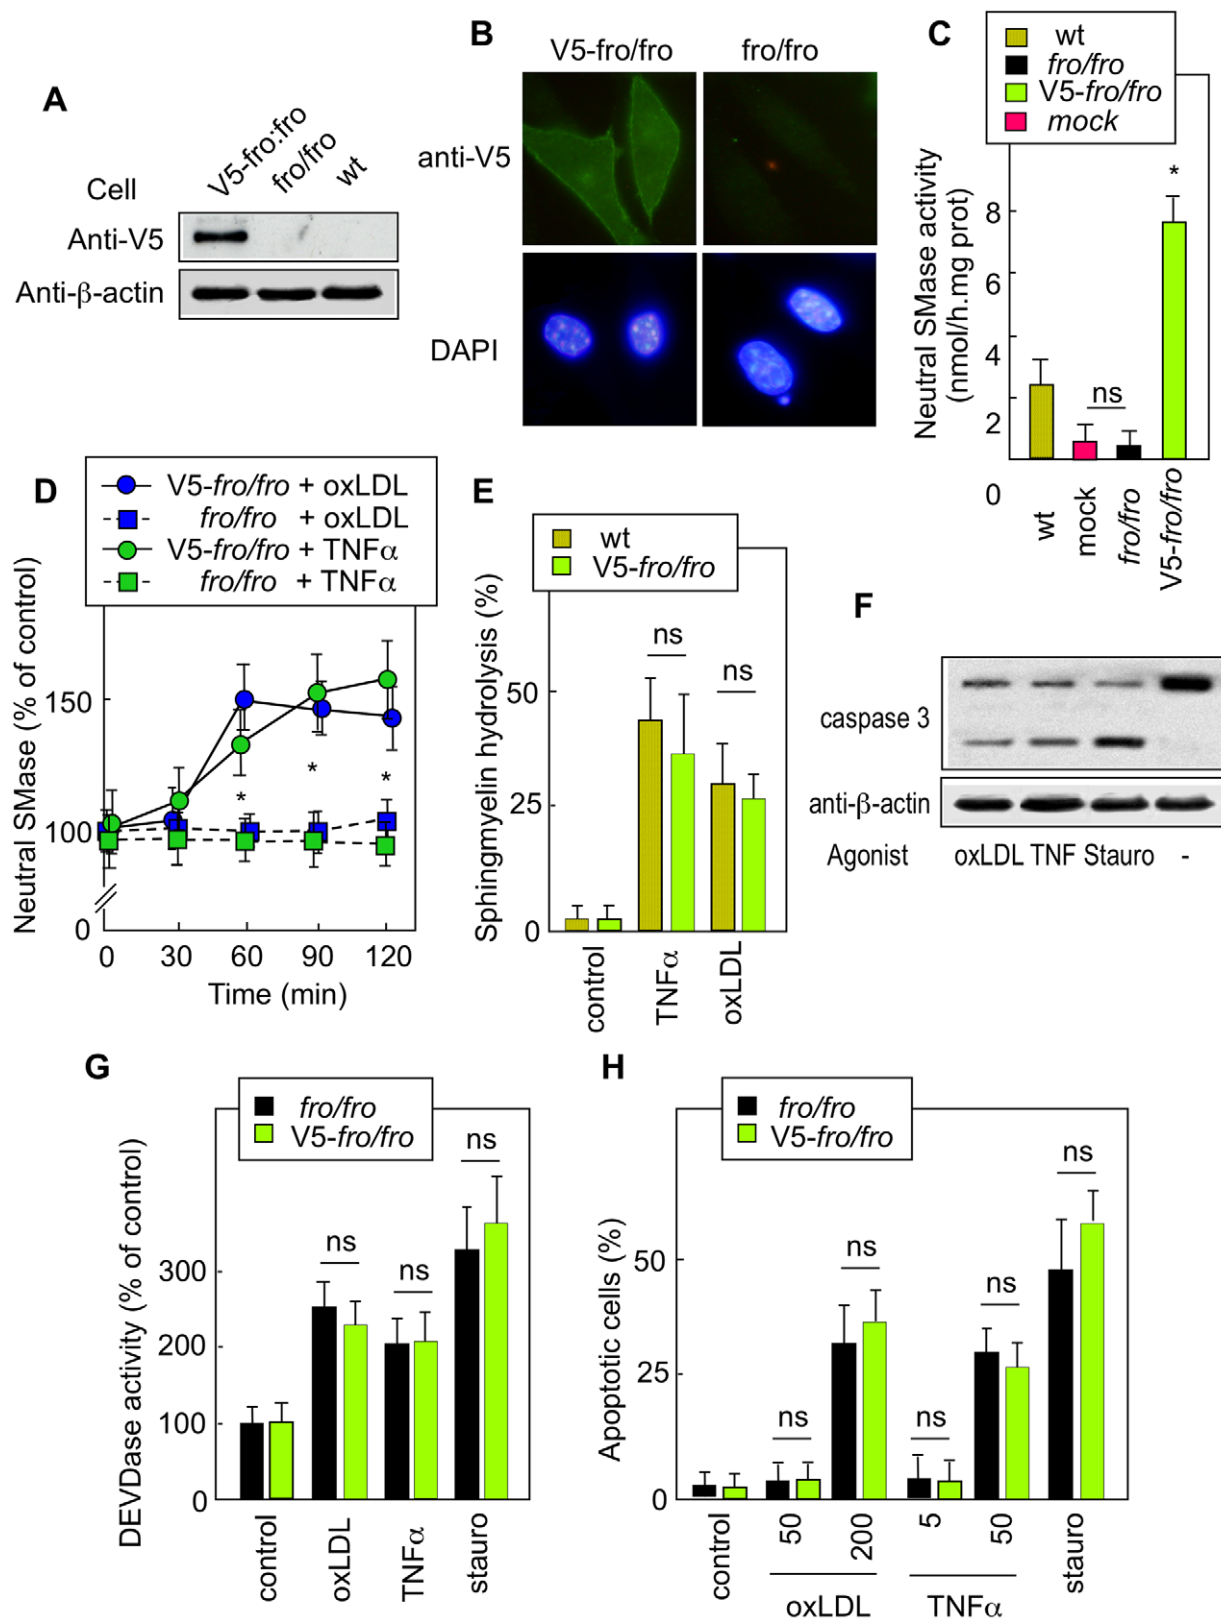 A
Cell
V5-fro:fro
fro/fro
wt
Anti-V5
Anti-β-actin
B
V5-fro/fro
fro/fro
anti-V5
DAPI
C
wt
fro/fro
V5-fro/fro
mock
Neutral SMase activity
(nmol/h.mg prot)
8
6
4
2
0
*
ns
wt
mock
fro/fro
V5-fro/fro
D
V5-fro/fro + oxLDL
fro/fro + oxLDL
V5-fro/fro + TNFα
fro/fro + TNFα
Neutral SMase (% of control)
150
100
0
*
*
*
0
30
60
90
120
Time (min)
E
wt
V5-fro/fro
Sphingmyelin hydrolysis (%)
50
25
0
ns
ns
control
TNFα
oxLDL
F
caspase 3
anti-β-actin
Agonist
oxLDL TNF Stauro -
G
fro/fro
V5-fro/fro
DEVDase activity (% of control)
300
200
100
0
ns
ns
ns
control
oxLDL
TNFα
stauro
H
fro/fro
V5-fro/fro
Apoptotic cells (%)
50
25
0
ns
ns
ns
ns
ns
control
50
200
5
50
stauro
oxLDL
TNFα